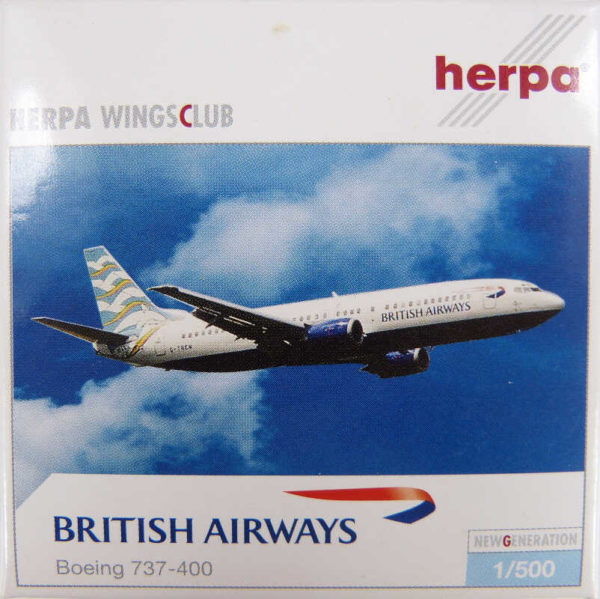 herpa®
HERPA WINGSCLUB
BRITISH AIRWAYS
BRITISH AIRWAYS
Boeing 737-400
NEWGENERATION
1/500